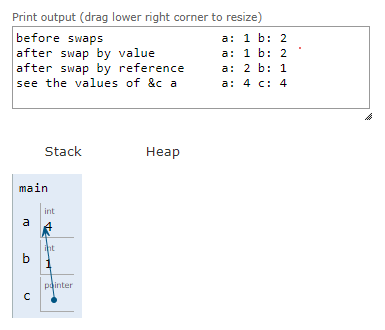 Print output (drag lower right corner to resize)
before swaps a: 1 b: 2
after swap by value a: 1 b: 2
after swap by reference a: 2 b: 1
see the values of &c a a: 4 c: 4
Stack Heap
main
int
a 4
int
b 1
pointer
c